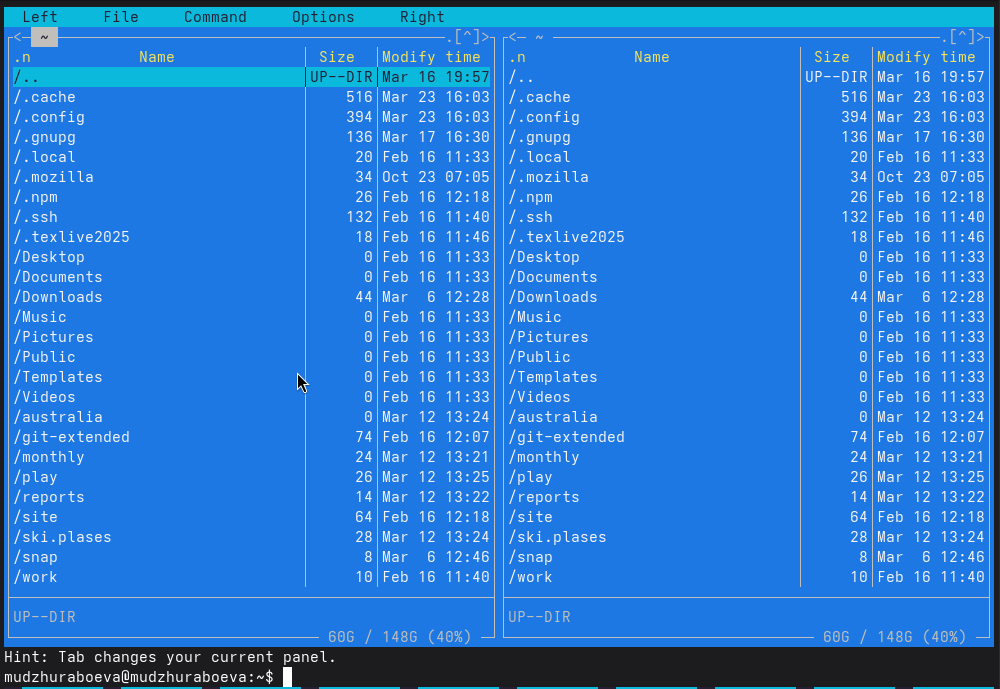 Left File Command Options Right
<─ ~ .[^]> <─ ~ .[^]>
.n Name Size Modify time .n Name Size Modify time
/.. UP--DIR Mar 16 19:57 /.. UP--DIR Mar 16 19:57
/.cache 516 Mar 23 16:03 /.cache 516 Mar 23 16:03
/.config 394 Mar 23 16:03 /.config 394 Mar 23 16:03
/.gnupg 136 Mar 17 16:30 /.gnupg 136 Mar 17 16:30
/.local 20 Feb 16 11:33 /.local 20 Feb 16 11:33
/.mozilla 34 Oct 23 07:05 /.mozilla 34 Oct 23 07:05
/.npm 26 Feb 16 12:18 /.npm 26 Feb 16 12:18
/.ssh 132 Feb 16 11:40 /.ssh 132 Feb 16 11:40
/.texlive2025 18 Feb 16 11:46 /.texlive2025 18 Feb 16 11:46
/Desktop 0 Feb 16 11:33 /Desktop 0 Feb 16 11:33
/Documents 0 Feb 16 11:33 /Documents 0 Feb 16 11:33
/Downloads 44 Mar 6 12:28 /Downloads 44 Mar 6 12:28
/Music 0 Feb 16 11:33 /Music 0 Feb 16 11:33
/Pictures 0 Feb 16 11:33 /Pictures 0 Feb 16 11:33
/Public 0 Feb 16 11:33 /Public 0 Feb 16 11:33
/Templates 0 Feb 16 11:33 /Templates 0 Feb 16 11:33
/Videos 0 Feb 16 11:33 /Videos 0 Feb 16 11:33
/australia 0 Mar 12 13:24 /australia 0 Mar 12 13:24
/git-extended 74 Feb 16 12:07 /git-extended 74 Feb 16 12:07
/monthly 24 Mar 12 13:21 /monthly 24 Mar 12 13:21
/play 26 Mar 12 13:25 /play 26 Mar 12 13:25
/reports 14 Mar 12 13:22 /reports 14 Mar 12 13:22
/site 64 Feb 16 12:18 /site 64 Feb 16 12:18
/ski.plases 28 Mar 12 13:24 /ski.plases 28 Mar 12 13:24
/snap 8 Mar 6 12:46 /snap 8 Mar 6 12:46
/work 10 Feb 16 11:40 /work 10 Feb 16 11:40
UP--DIR UP--DIR
60G / 148G (40%) 60G / 148G (40%)
Hint: Tab changes your current panel.
mudzhuraboeva@mudzhuraboeva:~$